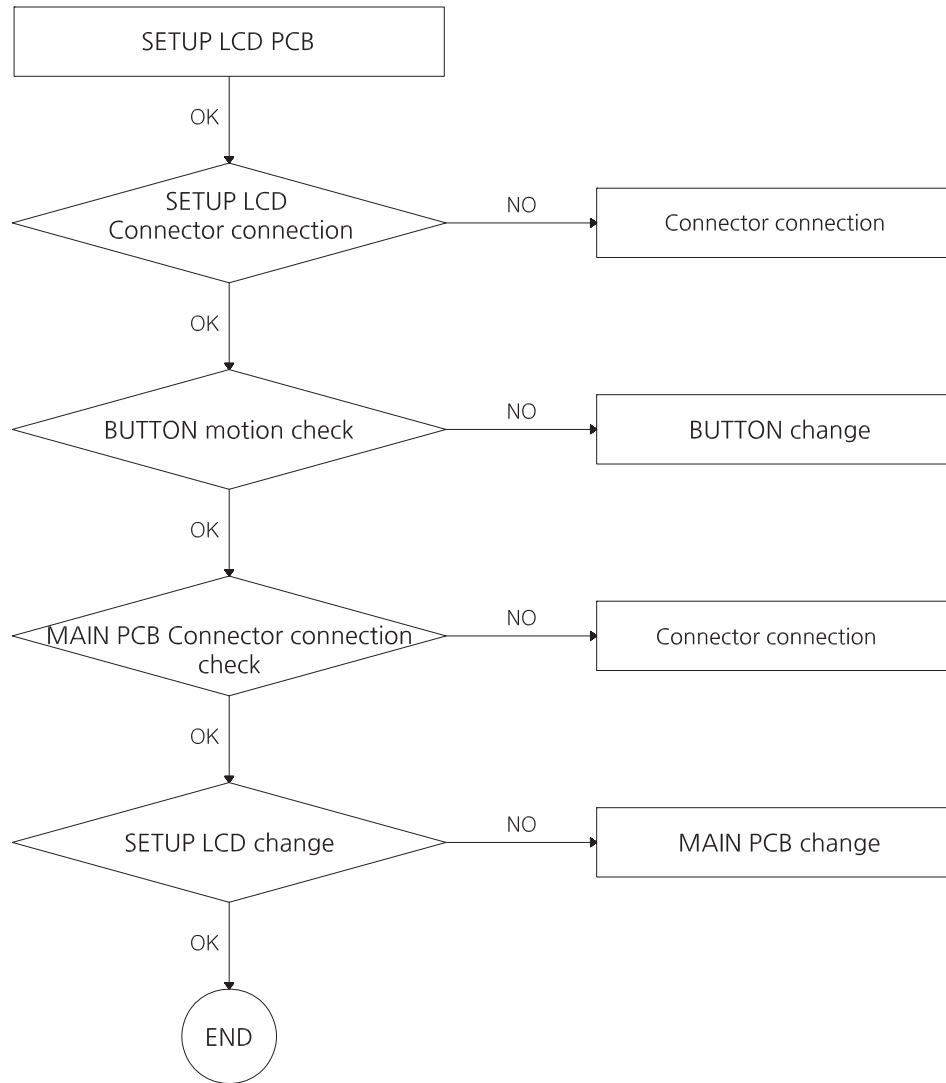 SETUP LCD PCB
OK
SETUP LCD
Connector connection
NO
Connector connection
OK
BUTTON motion check
NO
BUTTON change
OK
MAIN PCB Connector connection
check
NO
Connector connection
OK
SETUP LCD change
NO
MAIN PCB change
OK
END